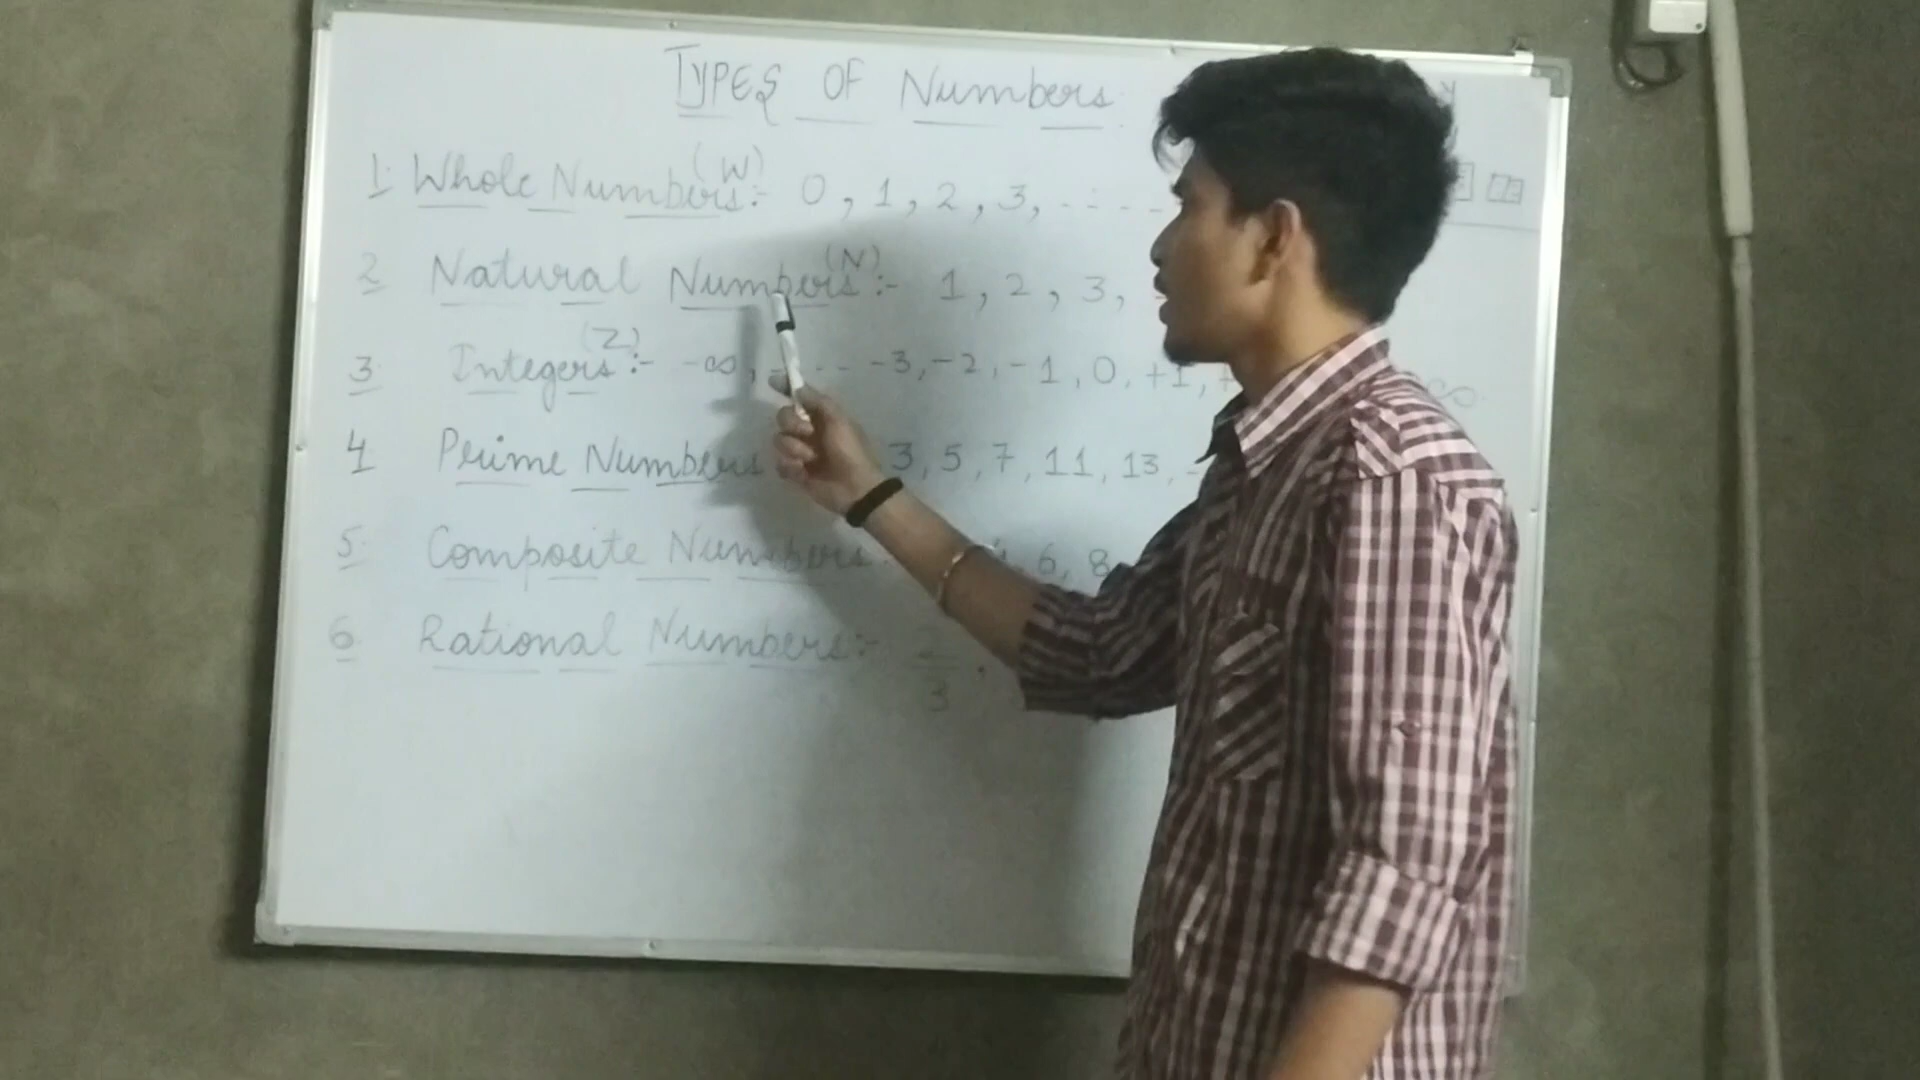 TYPES OF Numbers
1. Whole Numbers (W) :- 0, 1, 2, 3, .....
2 Natural Numbers (N) :- 1, 2, 3,
3 Integers (Z) :- -∞, .... -3, -2, -1, 0, +1, ∞
4 Prime Numbers 3, 5, 7, 11, 13,
5. Composite Numbers 6, 8
6 Rational Numbers :- 2/3